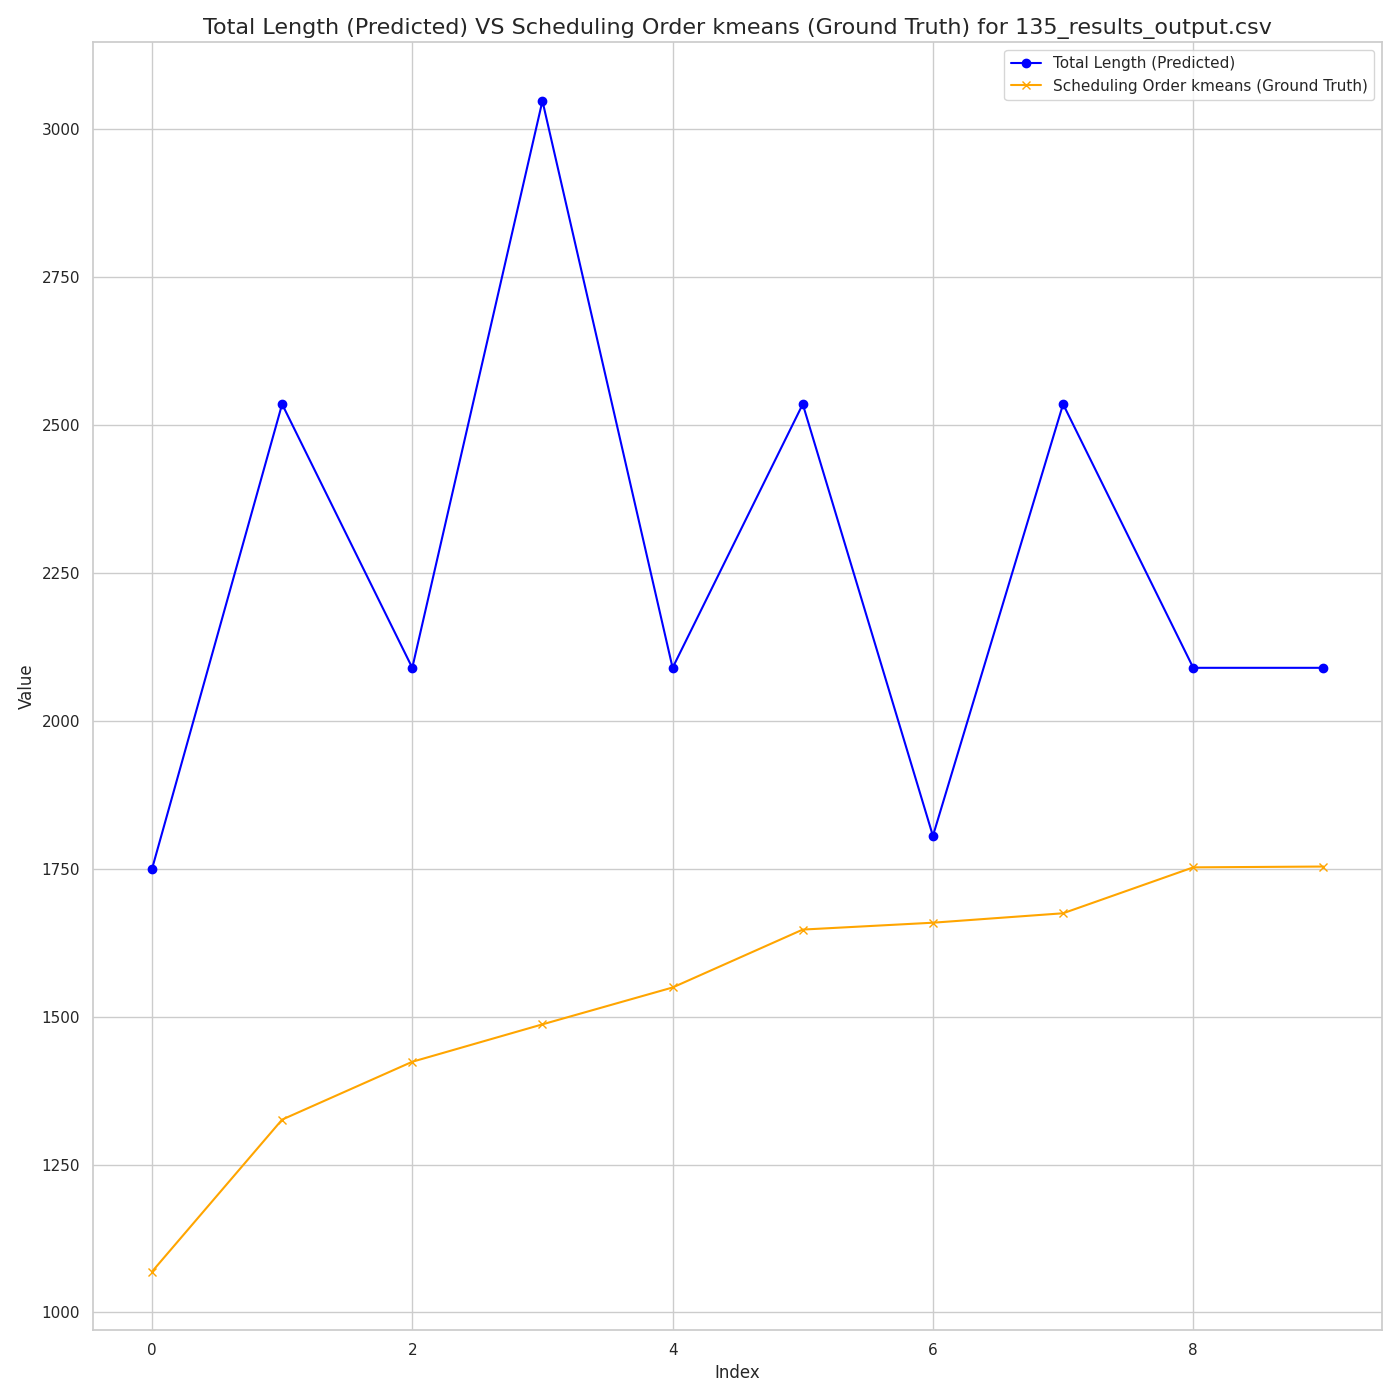 Total Length (Predicted) VS Scheduling Order kmeans (Ground Truth) for 135_results_output.csv
Total Length (Predicted)
Scheduling Order kmeans (Ground Truth)
3000
2750
2500
2250
2000
1750
1500
1250
1000
Value
0 2 4 6 8
Index